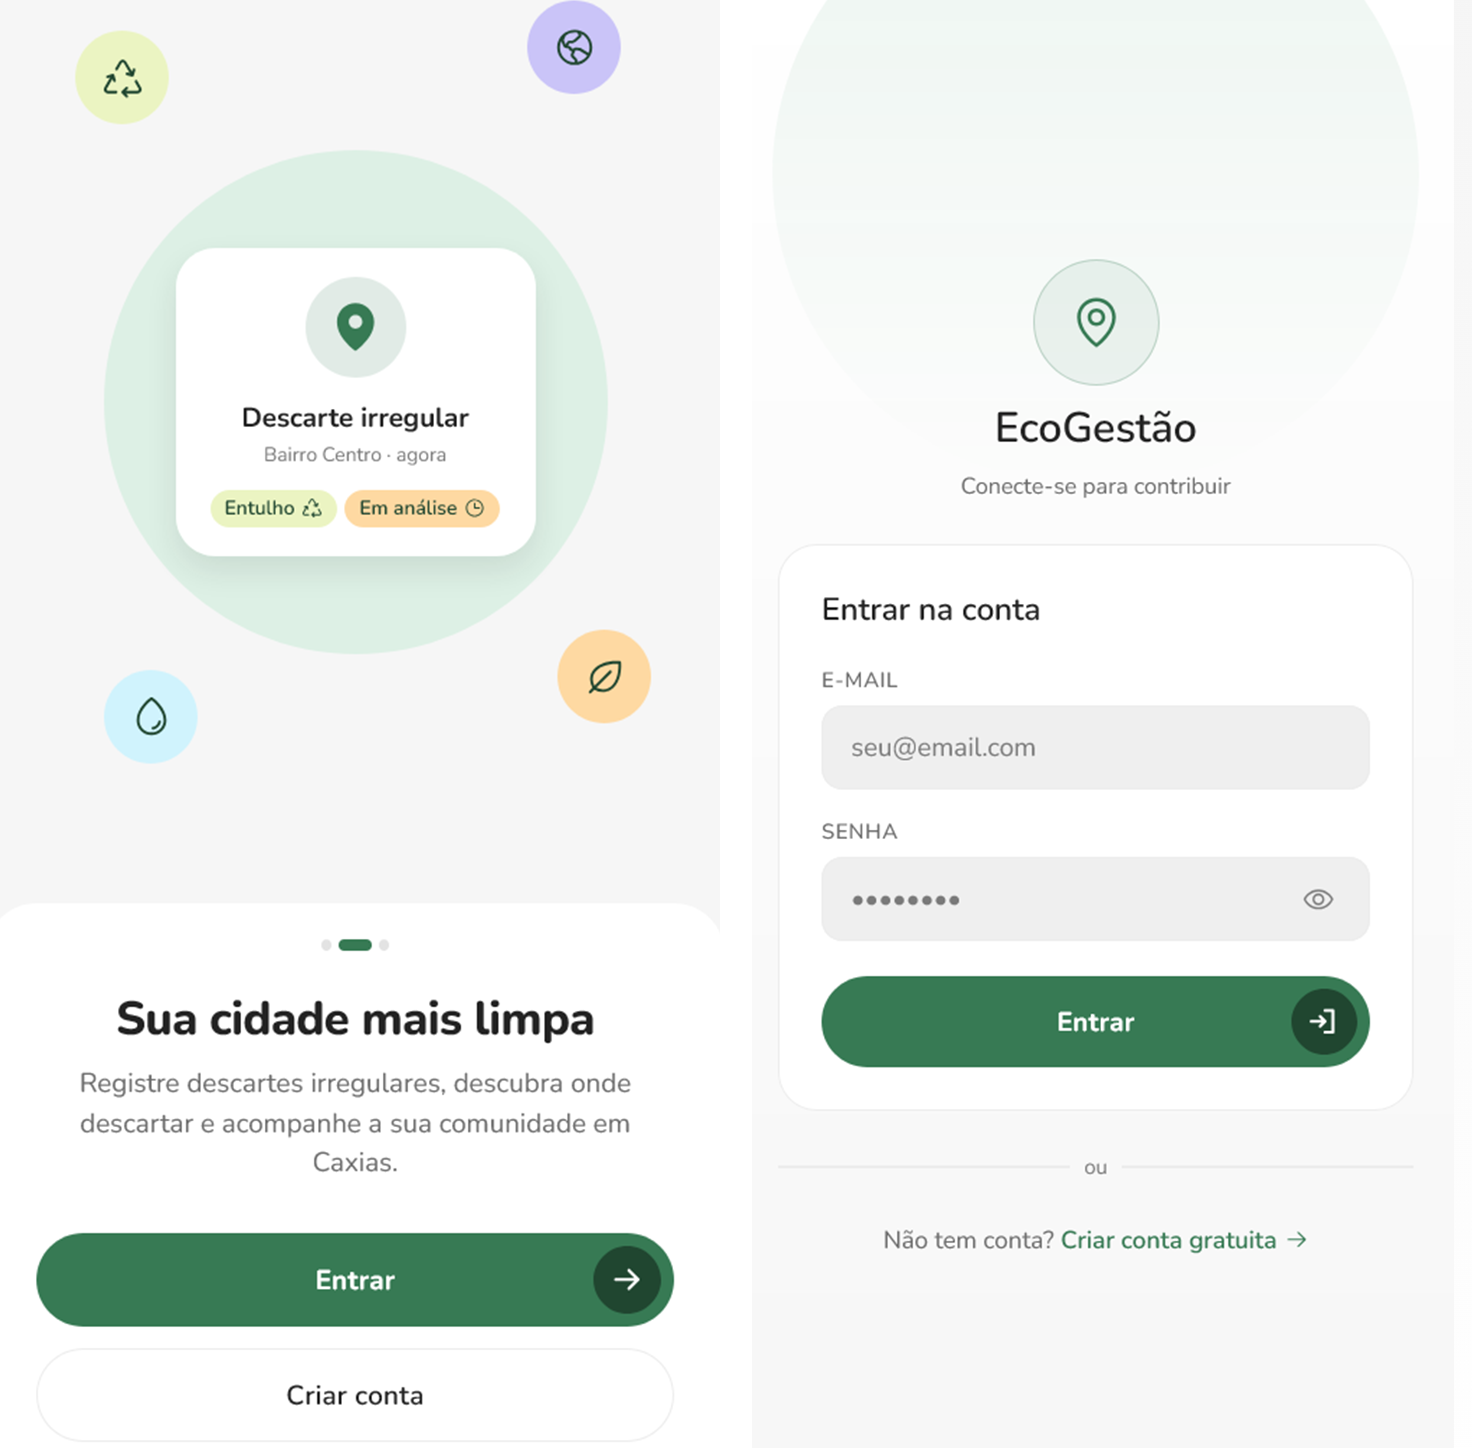 Descarte irregular
Bairro Centro · agora
Entulho
Em análise
Sua cidade mais limpa
Registre descartes irregulares, descubra onde
descartar e acompanhe a sua comunidade em
Caxias.
Entrar
Criar conta
EcoGestão
Conecte-se para contribuir
Entrar na conta
E-MAIL
seu@email.com
SENHA
••••••••
Entrar
ou
Não tem conta? Criar conta gratuita →